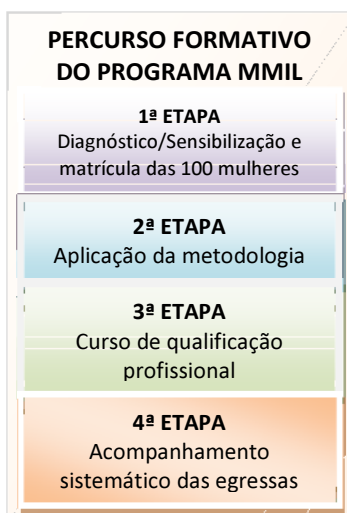 PERCURSO FORMATIVO
DO PROGRAMA MMIL
1ª ETAPA
Diagnóstico/Sensibilização e
matrícula das 100 mulheres
2ª ETAPA
Aplicação da metodologia
3ª ETAPA
Curso de qualificação
profissional
4ª ETAPA
Acompanhamento
sistemático das egressas